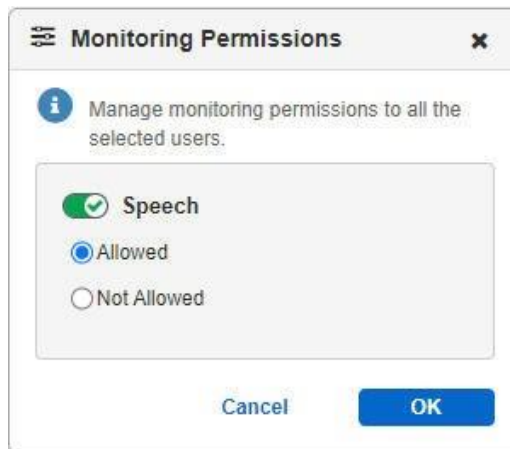 Monitoring Permissions
Manage monitoring permissions to all the
selected users.
Speech
Allowed
Not Allowed
Cancel
OK